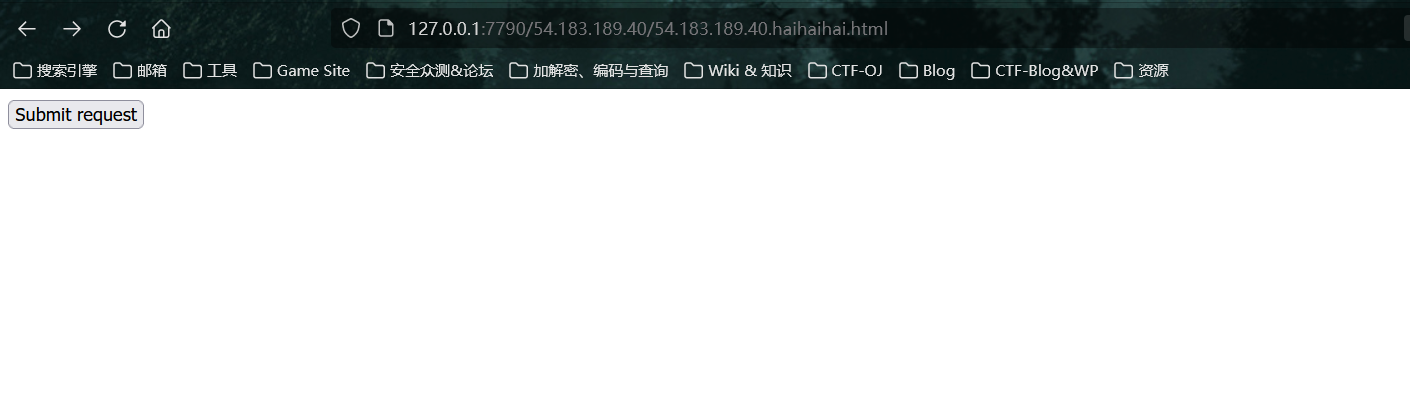 127.0.0.1:7790/54.183.189.40/54.183.189.40.haihaihai.html
搜索引擎 邮箱 工具 Game Site 安全众测&论坛 加解密、编码与查询 Wiki & 知识 CTF-OJ Blog CTF-Blog&WP 资源
Submit request